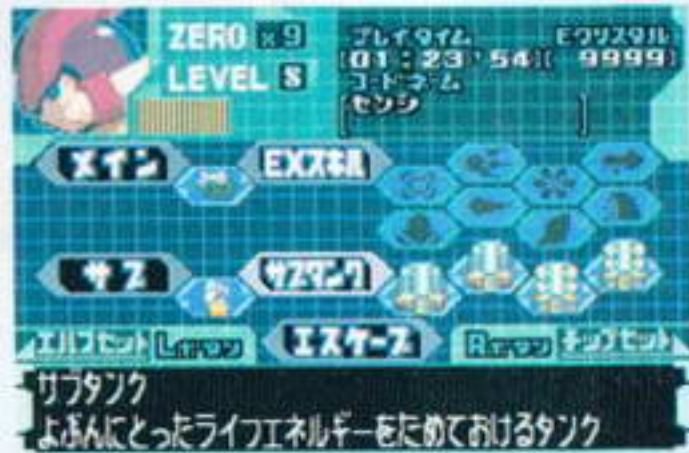 ZERO x9
プレイタイム Eクリスタル
LEVEL S
[01:23'54][ 9999]
コードネーム
[センシ ]
メイン EXスキル
サブ サブタンク
エルフセット Lボタン エスケープ Rボタン チップセット
サブタンク
よぶんにとったライフエネルギーをためておけるタンク